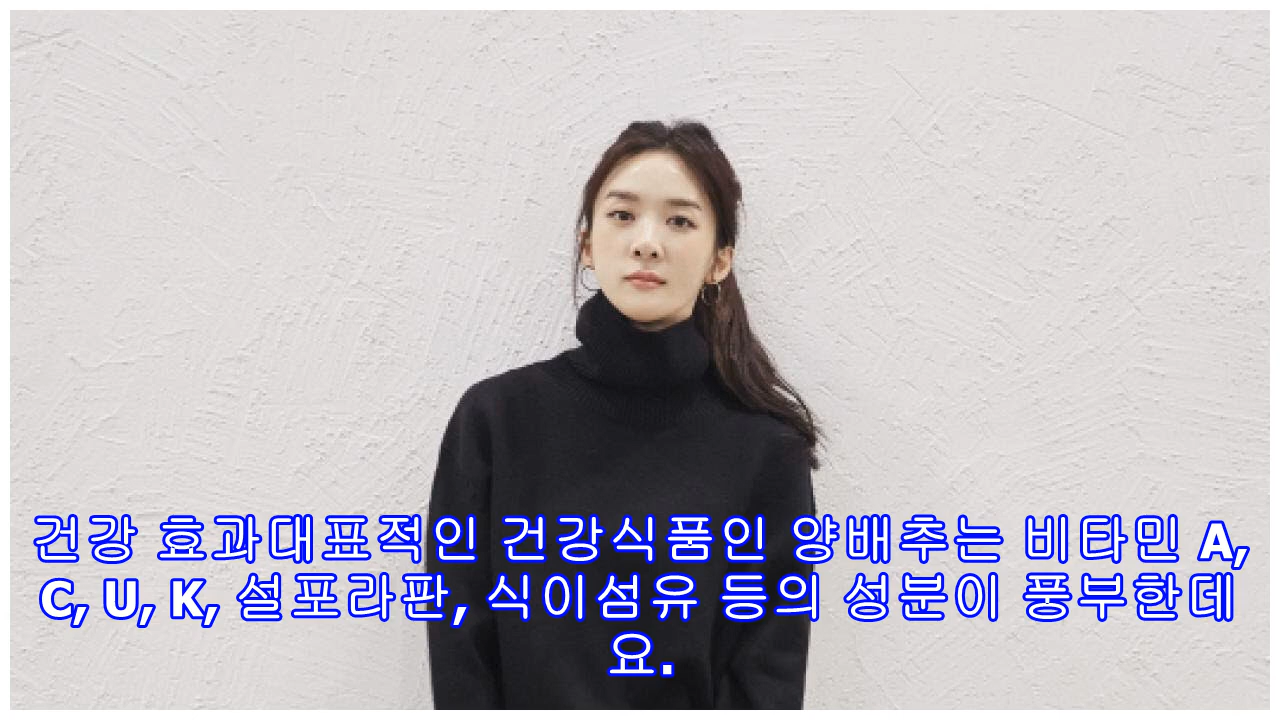 건강 효과대표적인 건강식품인 양배추는 비타민 A,
C, U, K, 설포라판, 식이섬유 등의 성분이 풍부한데
요.